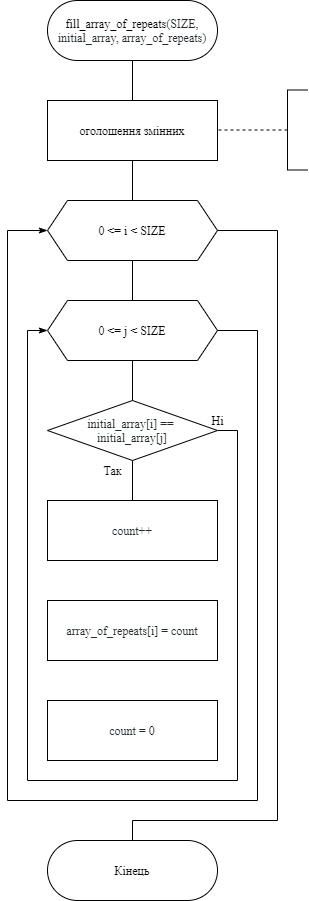 fill_array_of_repeats(SIZE,
initial_array, array_of_repeats)
оголошення змінних
0 <= i < SIZE
0 <= j < SIZE
initial_array[i] ==
initial_array[j]
Ні
Так
count++
array_of_repeats[i] = count
count = 0
Кінець